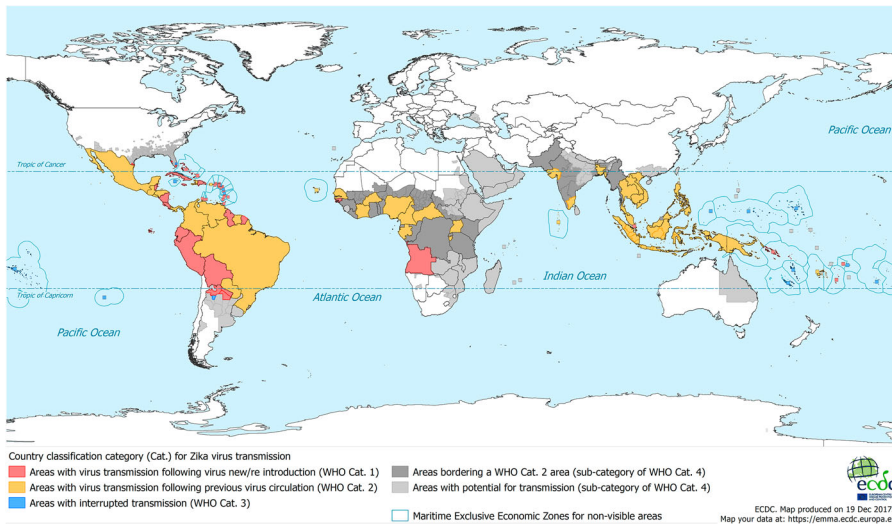 Pacific Ocean
Tropic of Cancer
Indian Ocean
Tropic of Capricorn
Atlantic Ocean
Pacific Ocean
Country classification category (Cat.) for Zika virus transmission
Areas with virus transmission following virus new/re introduction (WHO Cat. 1)
Areas with virus transmission following previous virus circulation (WHO Cat. 2)
Areas with interrupted transmission (WHO Cat. 3)
Areas bordering a WHO Cat. 2 area (sub-category of WHO Cat. 4)
Areas with potential for transmission (sub-category of WHO Cat. 4)
Maritime Exclusive Economic Zones for non-visible areas
ecdc
ECDC. Map produced on 19 Dec 2017
Map your data at: https://emma.ecdc.europa.e